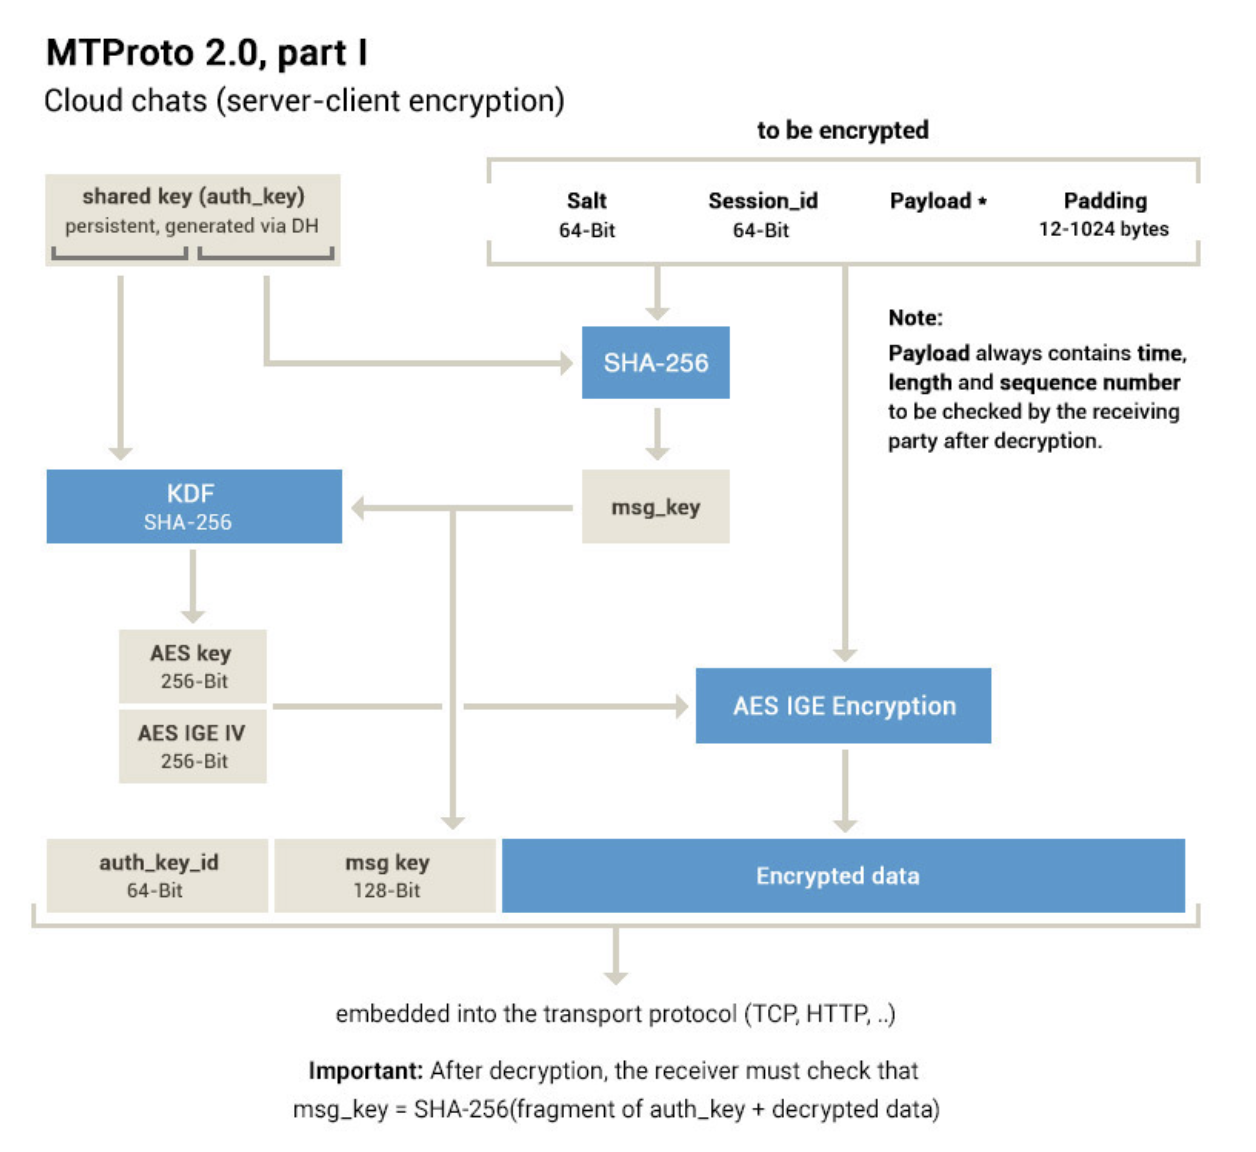 MTProto 2.0, part I
Cloud chats (server-client encryption)
to be encrypted
shared key (auth_key)
persistent, generated via DH
Salt
64-Bit
Session_id
64-Bit
Payload *
Padding
12-1024 bytes
Note:
Payload always contains time,
length and sequence number
to be checked by the receiving
party after decryption.
SHA-256
KDF
SHA-256
msg_key
AES key
256-Bit
AES IGE IV
256-Bit
AES IGE Encryption
auth_key_id
64-Bit
msg key
128-Bit
Encrypted data
embedded into the transport protocol (TCP, HTTP, ..)
Important: After decryption, the receiver must check that
msg_key = SHA-256(fragment of auth_key + decrypted data)